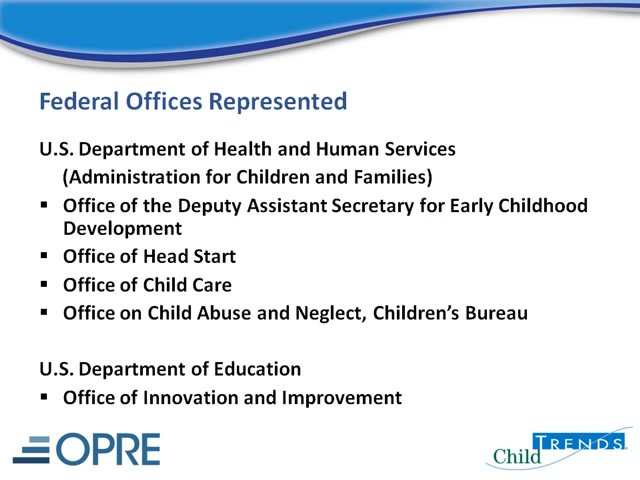 Federal Offices Represented
U.S. Department of Health and Human Services
(Administration for Children and Families)
▪ Office of the Deputy Assistant Secretary for Early Childhood
Development
▪ Office of Head Start
▪ Office of Child Care
▪ Office on Child Abuse and Neglect, Children’s Bureau
U.S. Department of Education
▪ Office of Innovation and Improvement
OPRE
Child TRENDS®